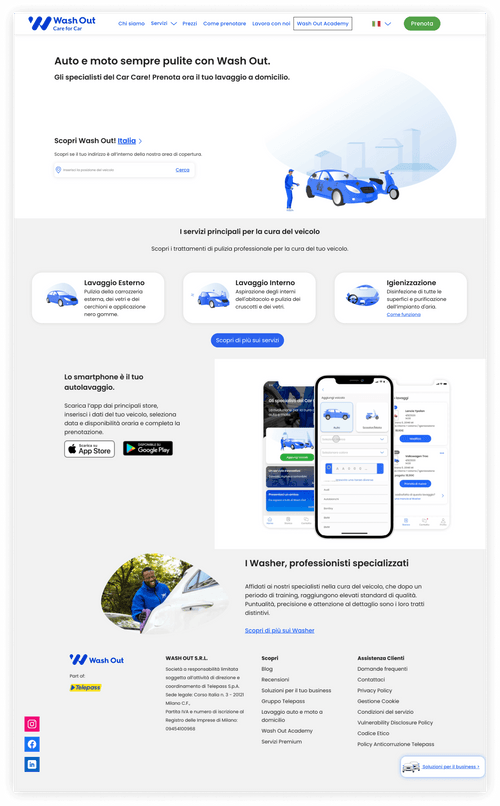 Wash Out
Care for Car
Chi siamo
Servizi
Prezzi
Come prenotare
Lavora con noi
Wash Out Academy
Prenota
Auto e moto sempre pulite con Wash Out.
Gli specialisti del Car Care! Prenota ora il tuo lavaggio a domicilio.
Scopri Wash Out! Italia
Scopri se il tuo indirizzo è all'interno della nostra area di copertura.
Inserisci la posizione del veicolo
Cerca
I servizi principali per la cura del veicolo
Scopri i trattamenti di pulizia professionale per la cura del tuo veicolo.
Lavaggio Esterno
Pulizia della carrozzeria
esterna, dei vetri e dei
cerchioni e applicazione
nero gomme.
Lavaggio Interno
Aspirazione degli interni
dell'abitacolo e pulizia dei
cruscotti e dei vetri.
Igienizzazione
Disinfezione di tutte le
superfici e purificazione
dell'impianto d'aria.
Come funziona
Scopri di più sui servizi
Lo smartphone è il tuo
autolavaggio.
Scarica l'app dai principali store,
inserisci i dati del tuo veicolo, seleziona
data e disponibilità oraria e completa la
prenotazione.
Scarica su
App Store
DISPONIBILE SU
Google Play
Aggiungi veicolo
I Washer, professionisti specializzati
Affidati ai nostri specialisti nella cura del veicolo, che dopo un
periodo di training, raggiungono elevati standard di qualità.
Puntualità, precisione e attenzione al dettaglio sono i loro tratti
distintivi.
Scopri di più sui Washer
Wash Out
Part of:
Telepass
WASH OUT S.R.L.
Società a responsabilità limitata
soggetta all'attività di direzione e
coordinamento di Telepass S.p.A.
Sede legale: Corso Italia n. 3 - 20121
Milano C.F.,
Partita IVA e numero di iscrizione al
Registro delle Imprese di Milano:
09454100966
Scopri
Blog
Recensioni
Soluzioni per il tuo business
Gruppo Telepass
Lavaggio auto e moto a
domicilio
Wash Out Academy
Servizi Premium
Assistenza Clienti
Domande frequenti
Contattaci
Privacy Policy
Gestione Cookie
Condizioni del servizio
Vulnerability Disclosure Policy
Codice Etico
Policy Anticorruzione Telepass
Soluzioni per il business >